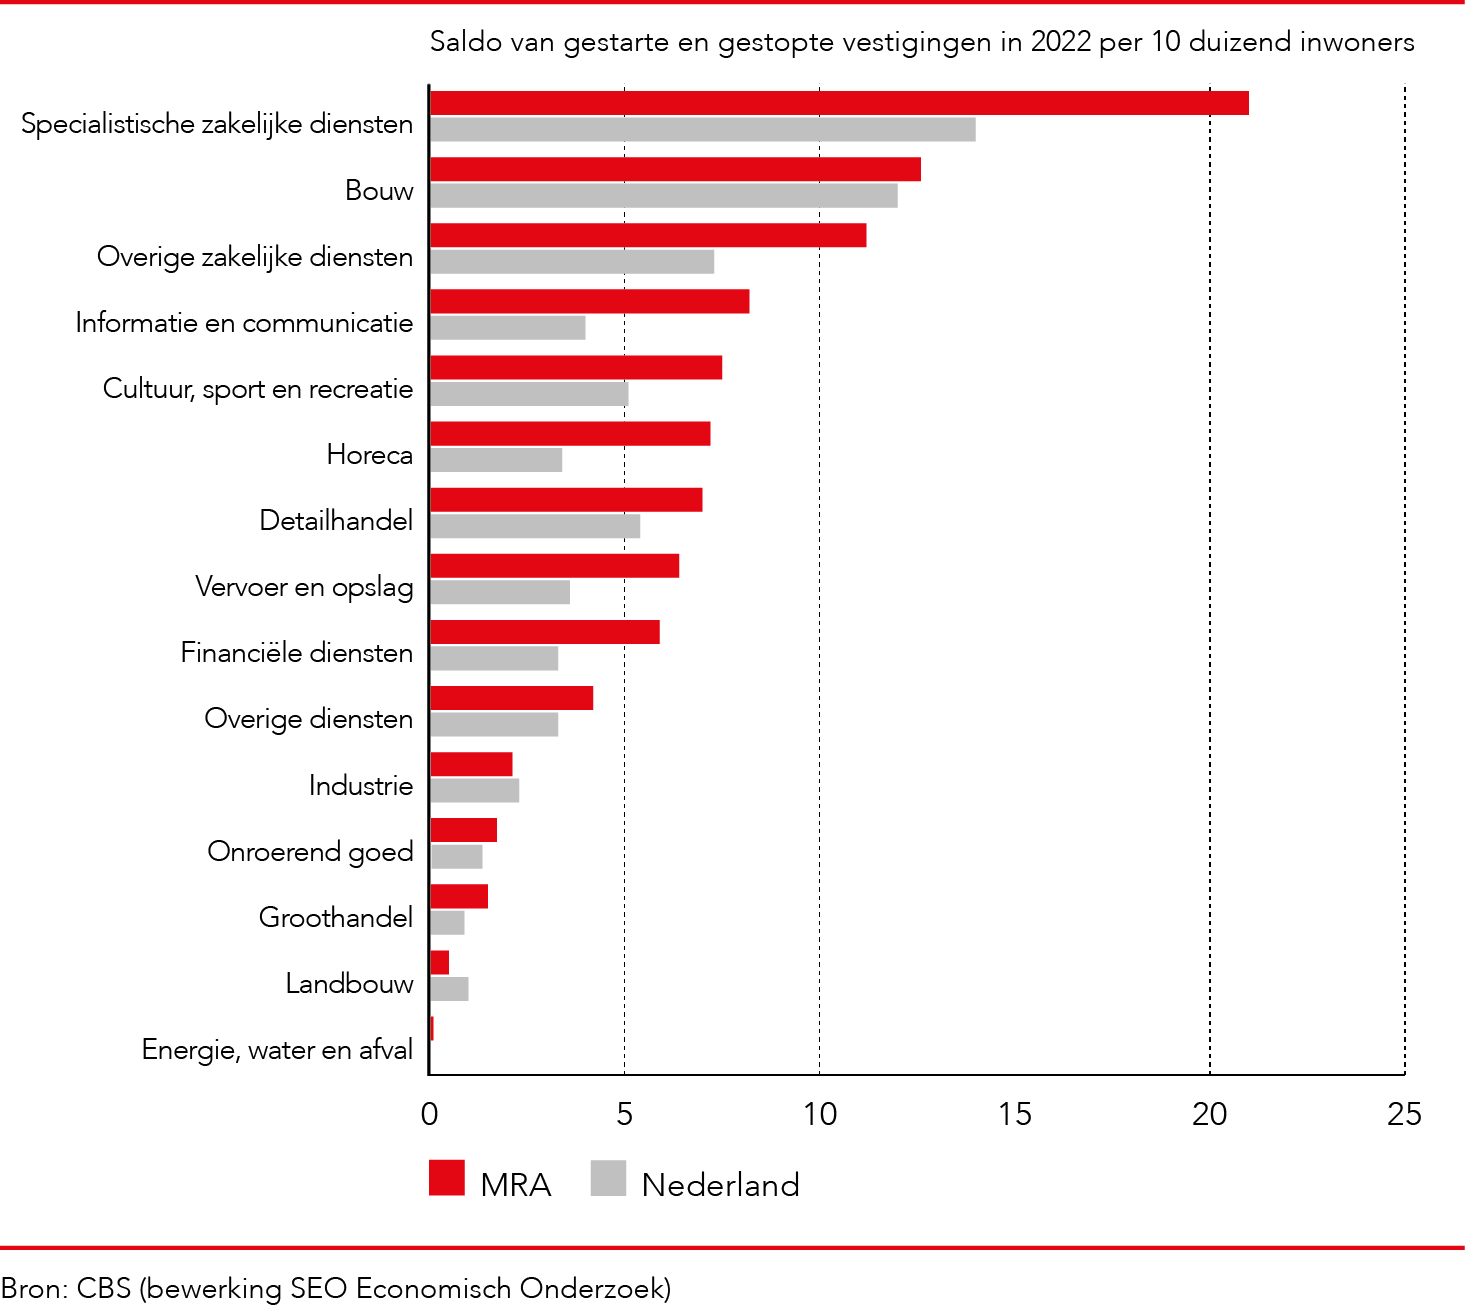 Saldo van gestarte en gestopte vestigingen in 2022 per 10 duizend inwoners
Specialistische zakelijke diensten
Bouw
Overige zakelijke diensten
Informatie en communicatie
Cultuur, sport en recreatie
Horeca
Detailhandel
Vervoer en opslag
Financiële diensten
Overige diensten
Industrie
Onroerend goed
Groothandel
Landbouw
Energie, water en afval
0 5 10 15 20 25
MRA Nederland
Bron: CBS (bewerking SEO Economisch Onderzoek)